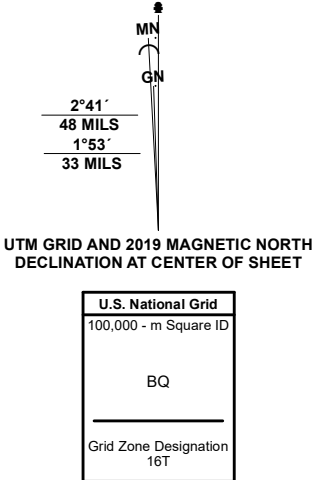 MN
GN
2°41´
48 MILS
1°53´
33 MILS
UTM GRID AND 2019 MAGNETIC NORTH
DECLINATION AT CENTER OF SHEET
U.S. National Grid
100,000 - m Square ID
BQ
Grid Zone Designation
16T